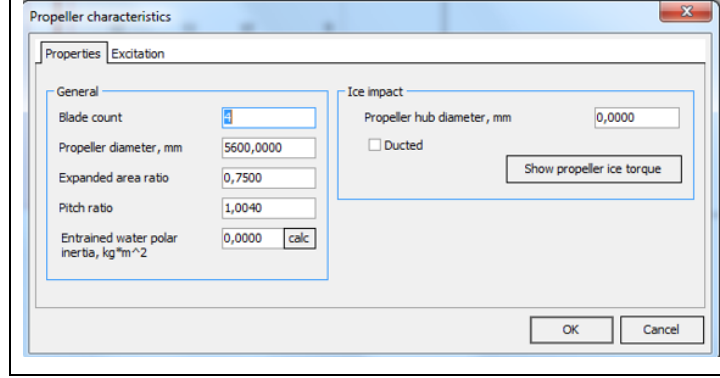 Propeller characteristics
Properties
Excitation
General
Blade count
4
Propeller diameter, mm
5600,0000
Expanded area ratio
0,7500
Pitch ratio
1,0040
Entrained water polar
inertia, kg*m^2
0,0000
calc
Ice impact
Propeller hub diameter, mm
0,0000
Ducted
Show propeller ice torque
OK
Cancel